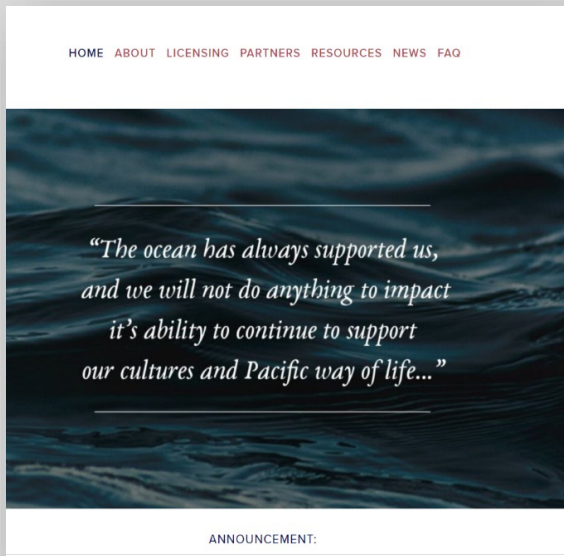 HOME ABOUT LICENSING PARTNERS RESOURCES NEWS FAQ
“The ocean has always supported us,
and we will not do anything to impact
it’s ability to continue to support
our cultures and Pacific way of life...”
ANNOUNCEMENT: